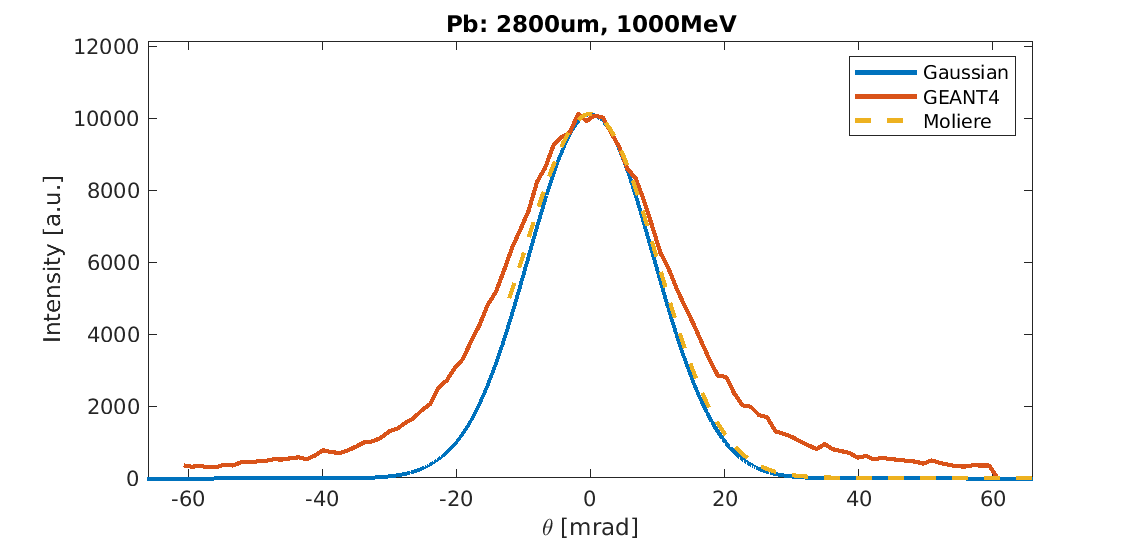 Pb: 2800um, 1000MeV
12000
10000
8000
6000
4000
2000
0
Intensity [a.u.]
Gaussian
GEANT4
Moliere
-60
-40
-20
0
20
40
60
θ [mrad]